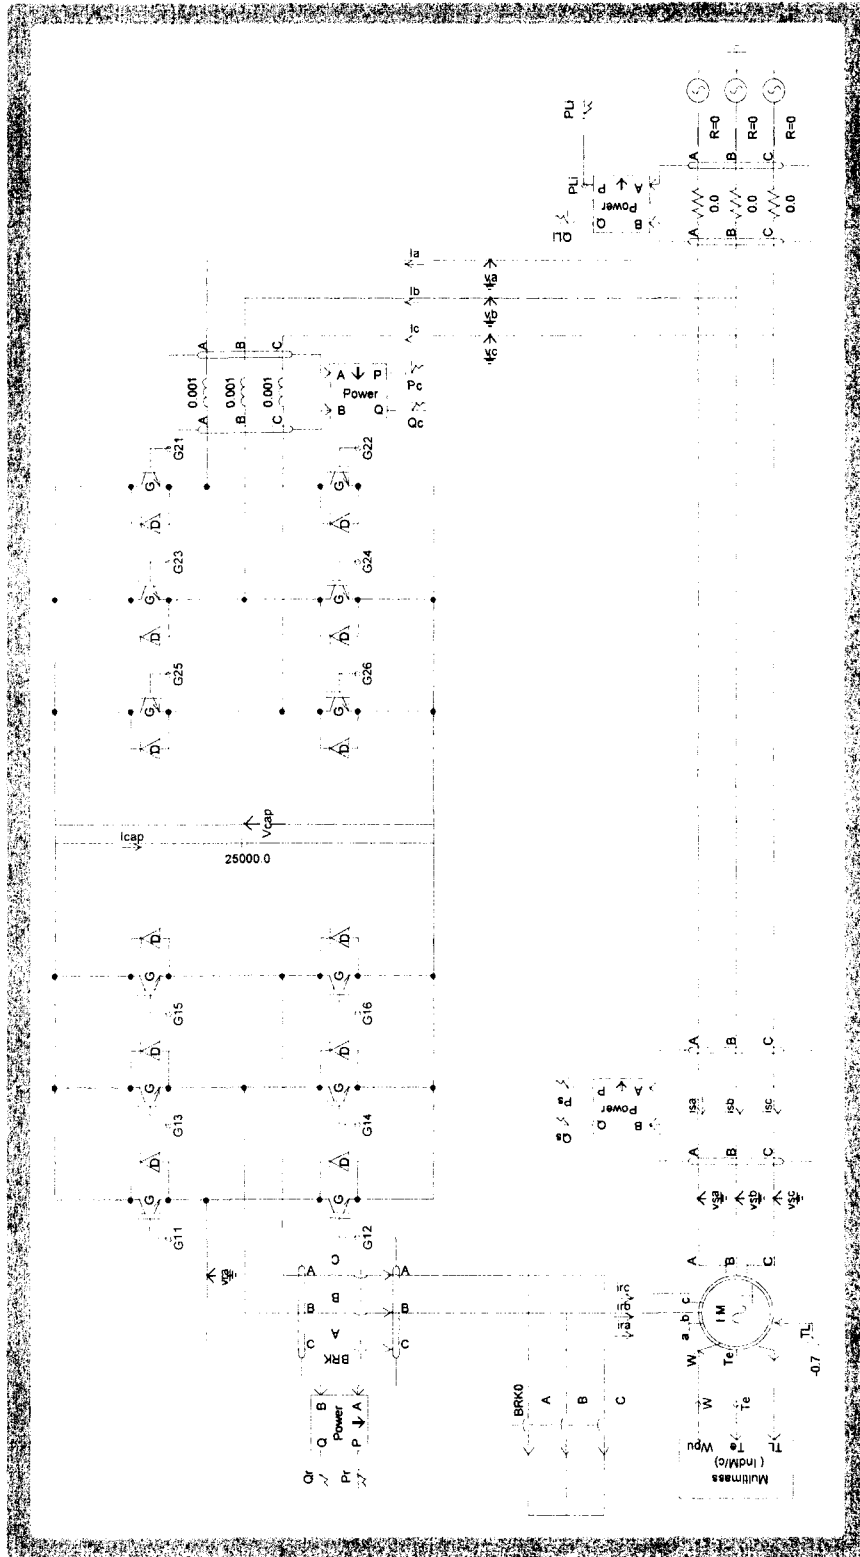 PLi
R=0
R=0
R=0
PLi
A P
Power
B Q
QLi
A
B
C
0.0
0.0
0.0
A
B
C
Ia
Ib
Ic
Isa
A
B
C
0.001
0.001
0.001
A
B
C
A P
Power
B Q
Pc
Qc
G21
G22
G
G
D
D
G23
G24
G
G
D
D
G25
G26
G
G
D
D
Icap
Vcap
25000.0
D
D
G
G
G15
G16
D
D
G
G
G13
G14
D
D
G
G
G11
G12
vra
A
B
C
C
B
A
BRK
A
B
C
Q B
Power
P A
Qr
Pr
BRK0
A
B
C
ira
irb
irc
A
B
C
isa
isb
isc
A
B
C
Ps
Qs
A P
Power
B Q
vsa
vsb
vsc
A
B
C
a
b
c
IM
W
Te
TL
-0.7
W
Te
Wpu
Te
TL
Multimass
( IndM/c)